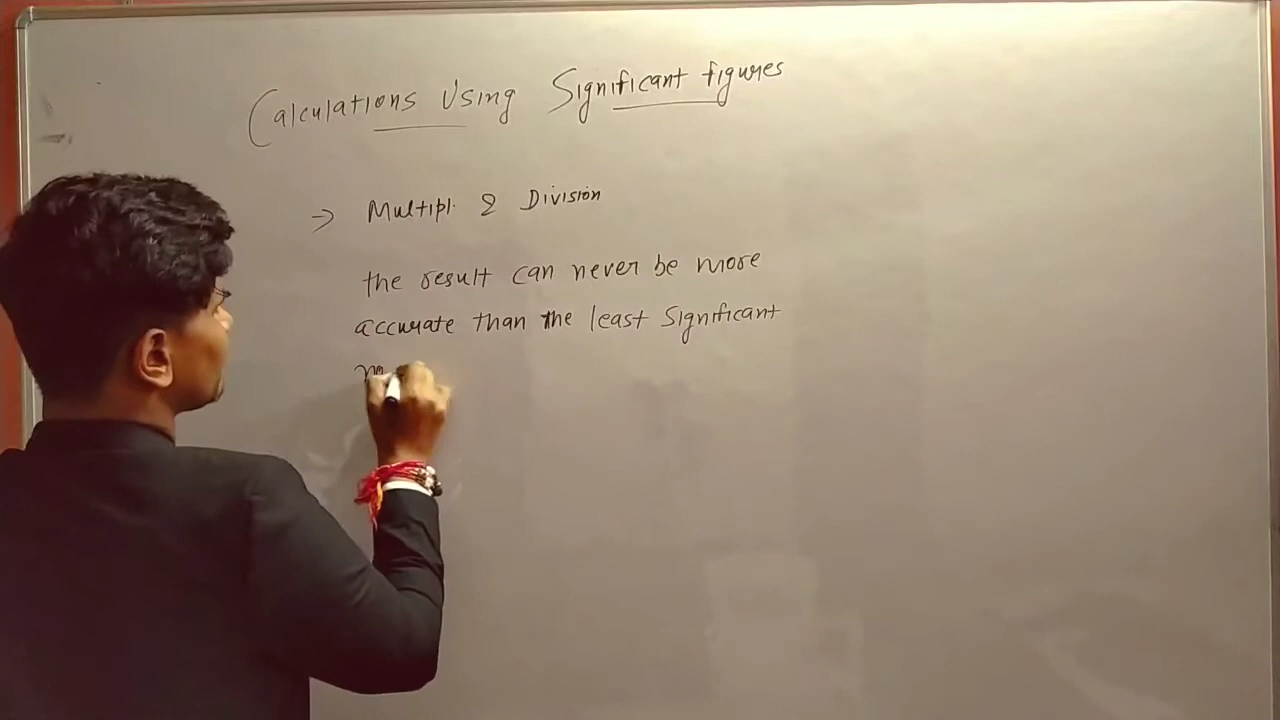 Calculations Using Significant figures
→ Multipl. & Division
the result can never be more
accurate than the least Significant